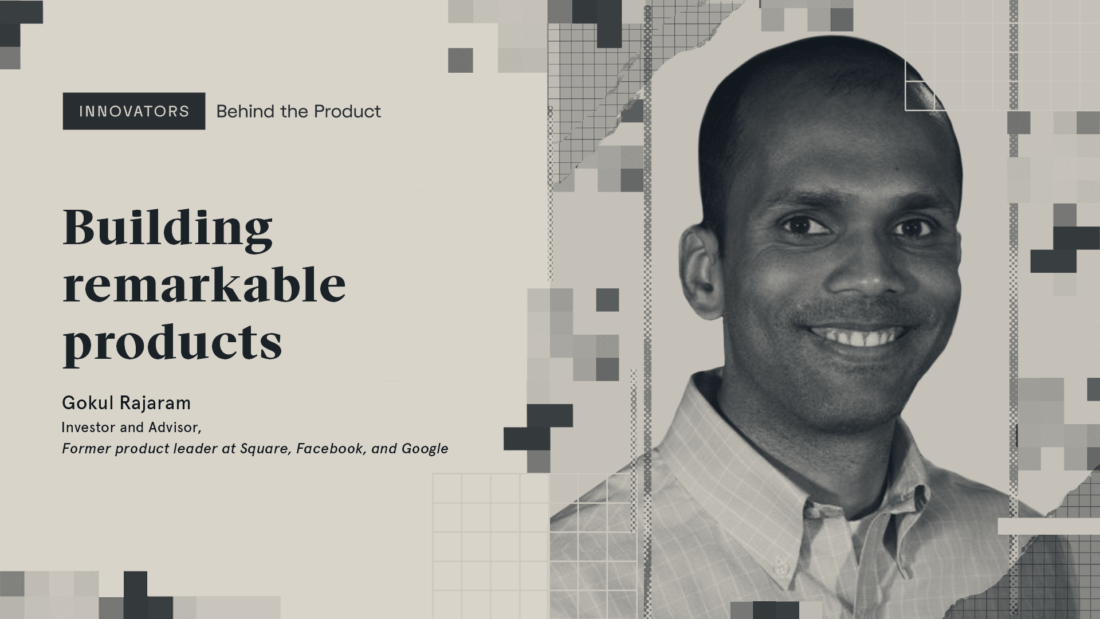 INNOVATORS Behind the Product
Building
remarkable
products
Gokul Rajaram
Investor and Advisor,
Former product leader at Square, Facebook, and Google